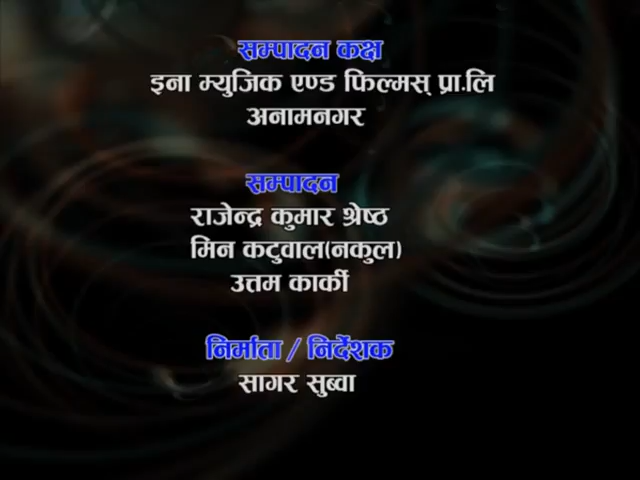 सम्पादन कक्ष
इना म्युजिक एण्ड फिल्मस् प्रा.लि
अनामनगर
सम्पादन
राजेन्द्र कुमार श्रेष्ठ
मिन कटुवाल(नकुल)
उत्तम कार्की
निर्माता / निर्देशक
सागर सुब्वा